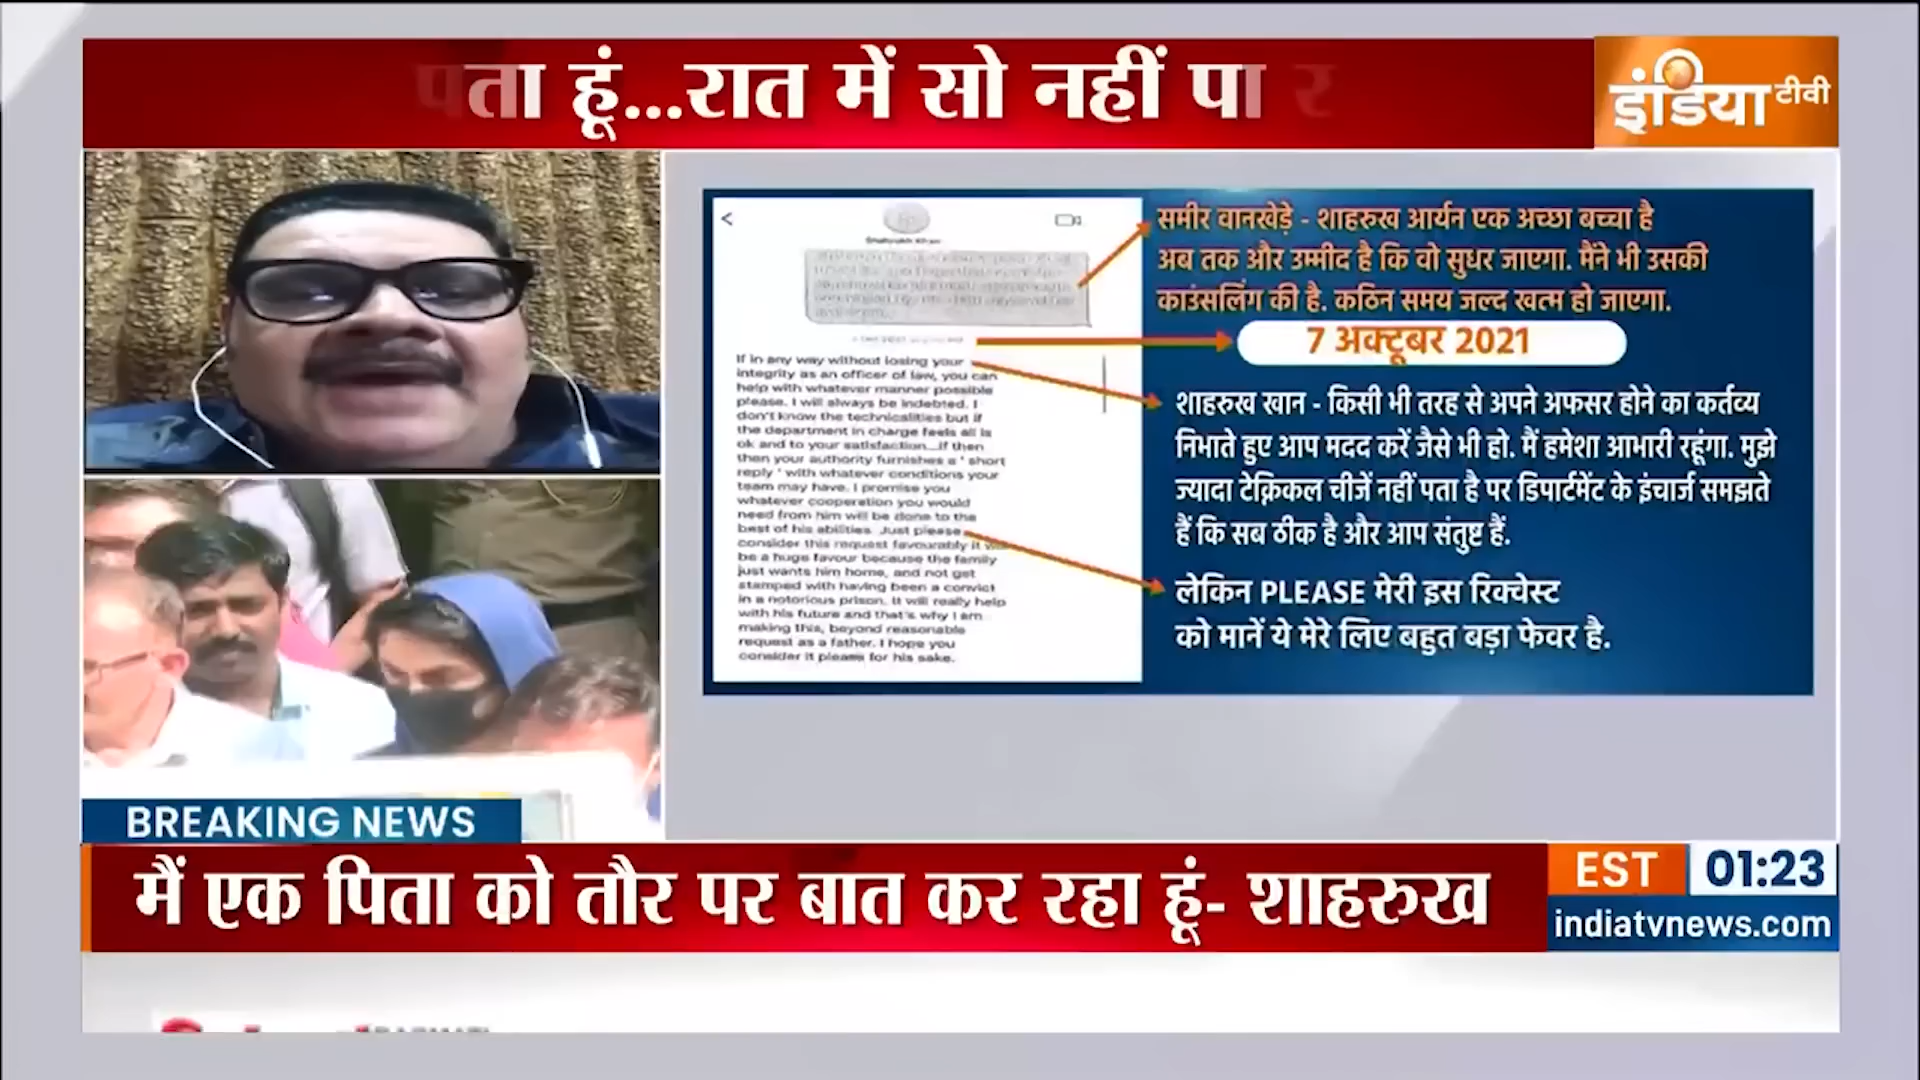 पता हूं...रात में सो नहीं पा र
इंडिया टीवी
Shahrukh Khan
If in any way without losing your
integrity as an officer of law, you can
help with whatever manner possible
please. I will always be indebted. I
don't know the technicalities but if
the department in charge feels all is
ok and to your satisfaction...if then
then your authority furnishes a ' short
reply ' with whatever conditions your
team may have. I promise you
whatever cooperation you would
need from him will be done to the
best of his abilities. Just please
consider this request favourably it
be a huge favour because the family
just wants him home, and not get
stamped with having been a convict
in a notorious prison. It will really help
with his future and that's why I am
making this, beyond reasonable
request as a father. I hope you
consider it please for his sake.
समीर वानखेड़े - शाहरुख आर्यन एक अच्छा बच्चा है
अब तक और उम्मीद है कि वो सुधर जाएगा. मैंने भी उसकी
काउंसलिंग की है. कठिन समय जल्द खत्म हो जाएगा.
7 अक्टूबर 2021
शाहरुख खान - किसी भी तरह से अपने अफसर होने का कर्तव्य
निभाते हुए आप मदद करें जैसे भी हो. मैं हमेशा आभारी रहूंगा. मुझे
ज्यादा टेक्निकल चीजें नहीं पता है पर डिपार्टमेंट के इंचार्ज समझते
हैं कि सब ठीक है और आप संतुष्ट हैं.
लेकिन PLEASE मेरी इस रिक्वेस्ट
को मानें ये मेरे लिए बहुत बड़ा फेवर है.
BREAKING NEWS
मैं एक पिता को तौर पर बात कर रहा हूं- शाहरुख
EST 01:23
indiatvnews.com